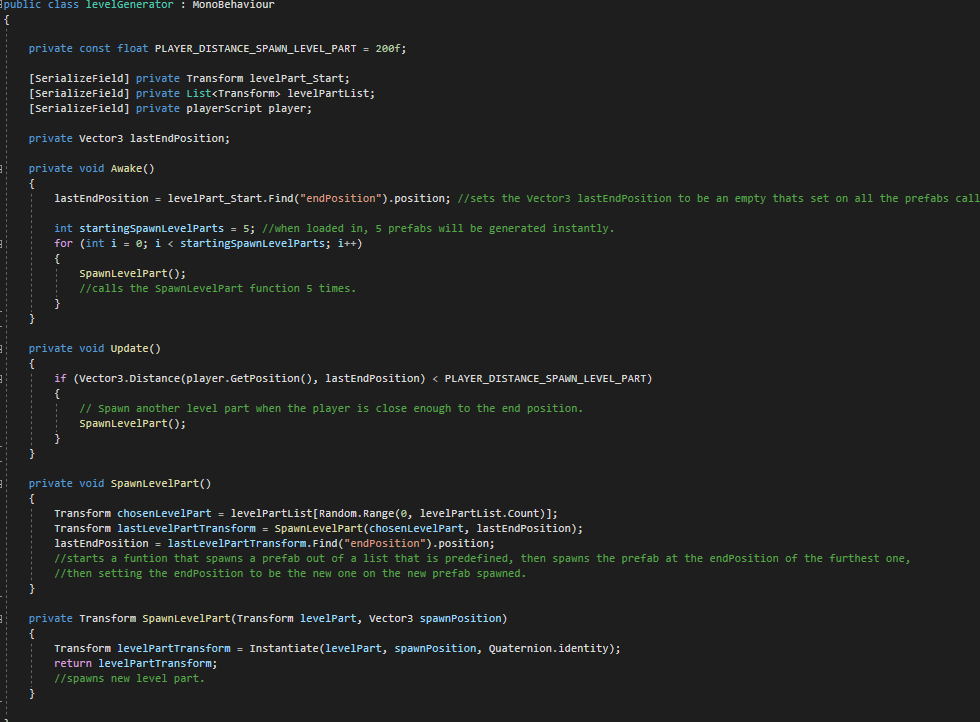 public class levelGenerator : MonoBehaviour
{
private const float PLAYER_DISTANCE_SPAWN_LEVEL_PART = 200f;
[SerializeField] private Transform levelPart_Start;
[SerializeField] private List<Transform> levelPartList;
[SerializeField] private playerScript player;
private Vector3 lastEndPosition;
private void Awake()
{
lastEndPosition = levelPart_Start.Find("endPosition").position; //sets the Vector3 lastEndPosition to be an empty thats set on all the prefabs call
int startingSpawnLevelParts = 5; //when loaded in, 5 prefabs will be generated instantly.
for (int i = 0; i < startingSpawnLevelParts; i++)
{
SpawnLevelPart();
//calls the SpawnLevelPart function 5 times.
}
}
private void Update()
{
if (Vector3.Distance(player.GetPosition(), lastEndPosition) < PLAYER_DISTANCE_SPAWN_LEVEL_PART)
{
// Spawn another level part when the player is close enough to the end position.
SpawnLevelPart();
}
}
private void SpawnLevelPart()
{
Transform chosenLevelPart = levelPartList[Random.Range(0, levelPartList.Count)];
Transform lastLevelPartTransform = SpawnLevelPart(chosenLevelPart, lastEndPosition);
lastEndPosition = lastLevelPartTransform.Find("endPosition").position;
//starts a funtion that spawns a prefab out of a list that is predefined, then spawns the prefab at the endPosition of the furthest one,
//then setting the endPosition to be the new one on the new prefab spawned.
}
private Transform SpawnLevelPart(Transform levelPart, Vector3 spawnPosition)
{
Transform levelPartTransform = Instantiate(levelPart, spawnPosition, Quaternion.identity);
return levelPartTransform;
//spawns new level part.
}
}